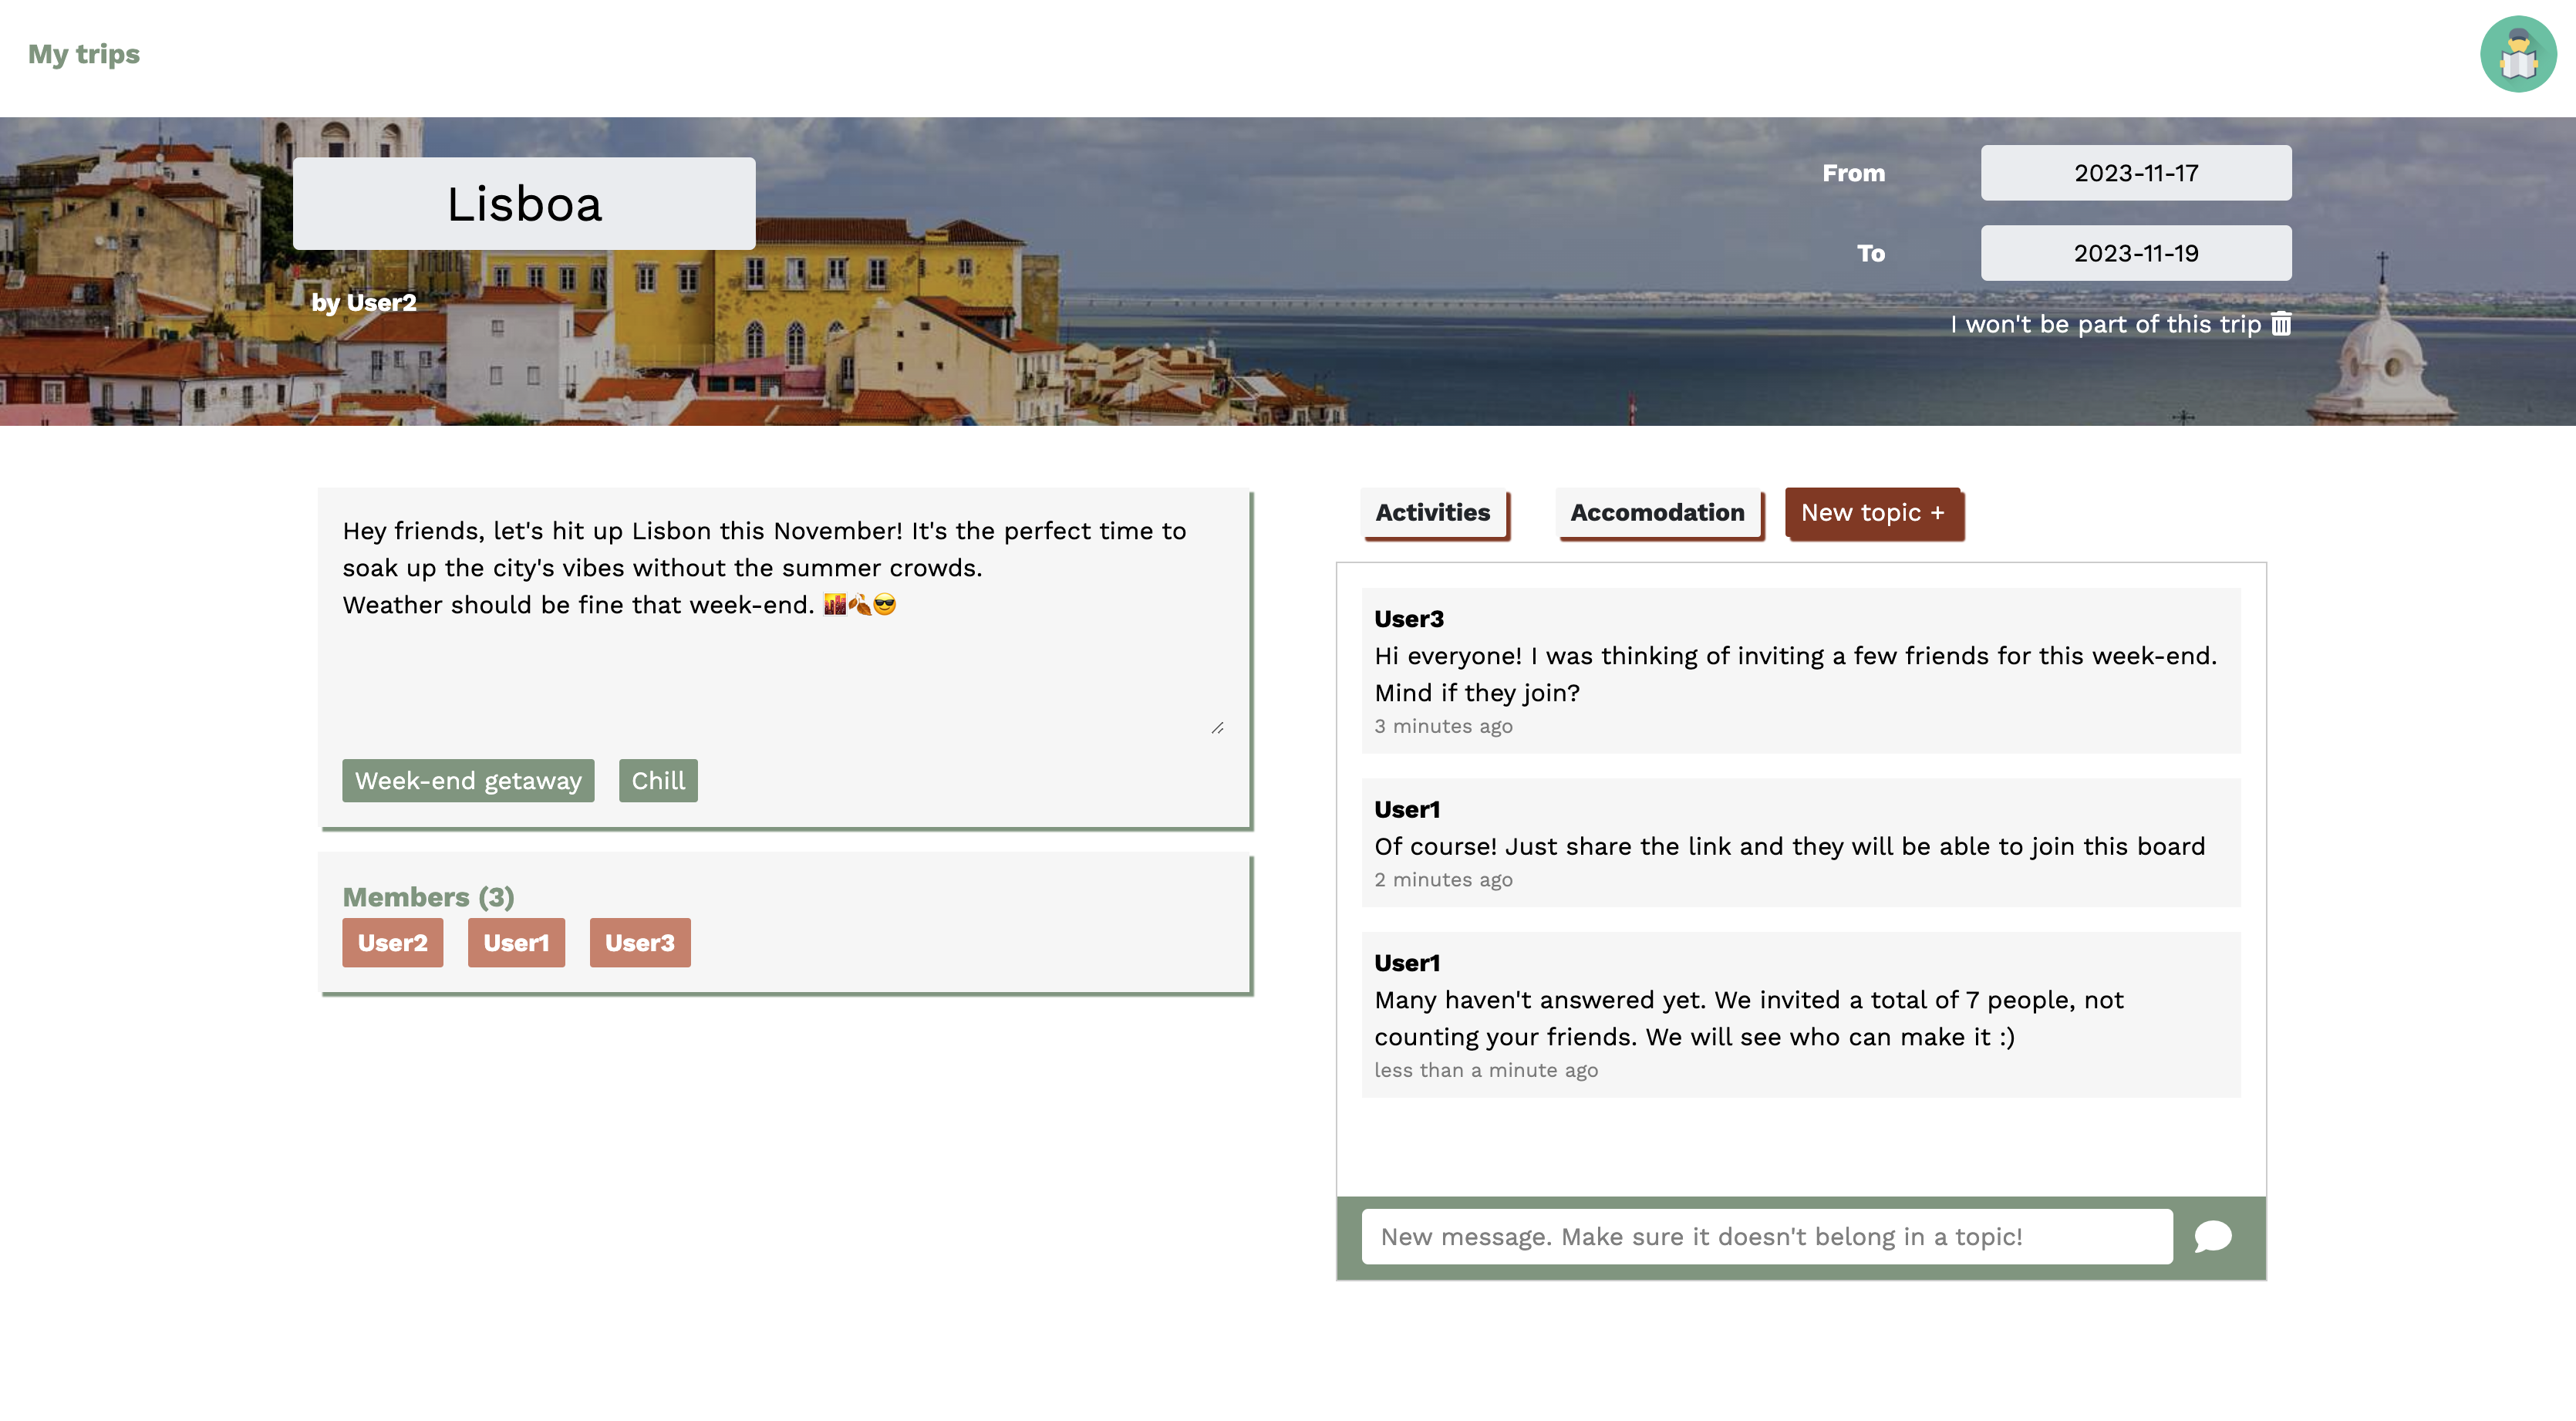 My trips
Lisboa
by User2
From
2023-11-17
To
2023-11-19
I won't be part of this trip
Hey friends, let's hit up Lisbon this November! It's the perfect time to
soak up the city's vibes without the summer crowds.
Weather should be fine that week-end. 🌇🍂😎
Week-end getaway
Chill
Members (3)
User2
User1
User3
Activities
Accomodation
New topic +
User3
Hi everyone! I was thinking of inviting a few friends for this week-end.
Mind if they join?
3 minutes ago
User1
Of course! Just share the link and they will be able to join this board
2 minutes ago
User1
Many haven't answered yet. We invited a total of 7 people, not
counting your friends. We will see who can make it :)
less than a minute ago
New message. Make sure it doesn't belong in a topic!